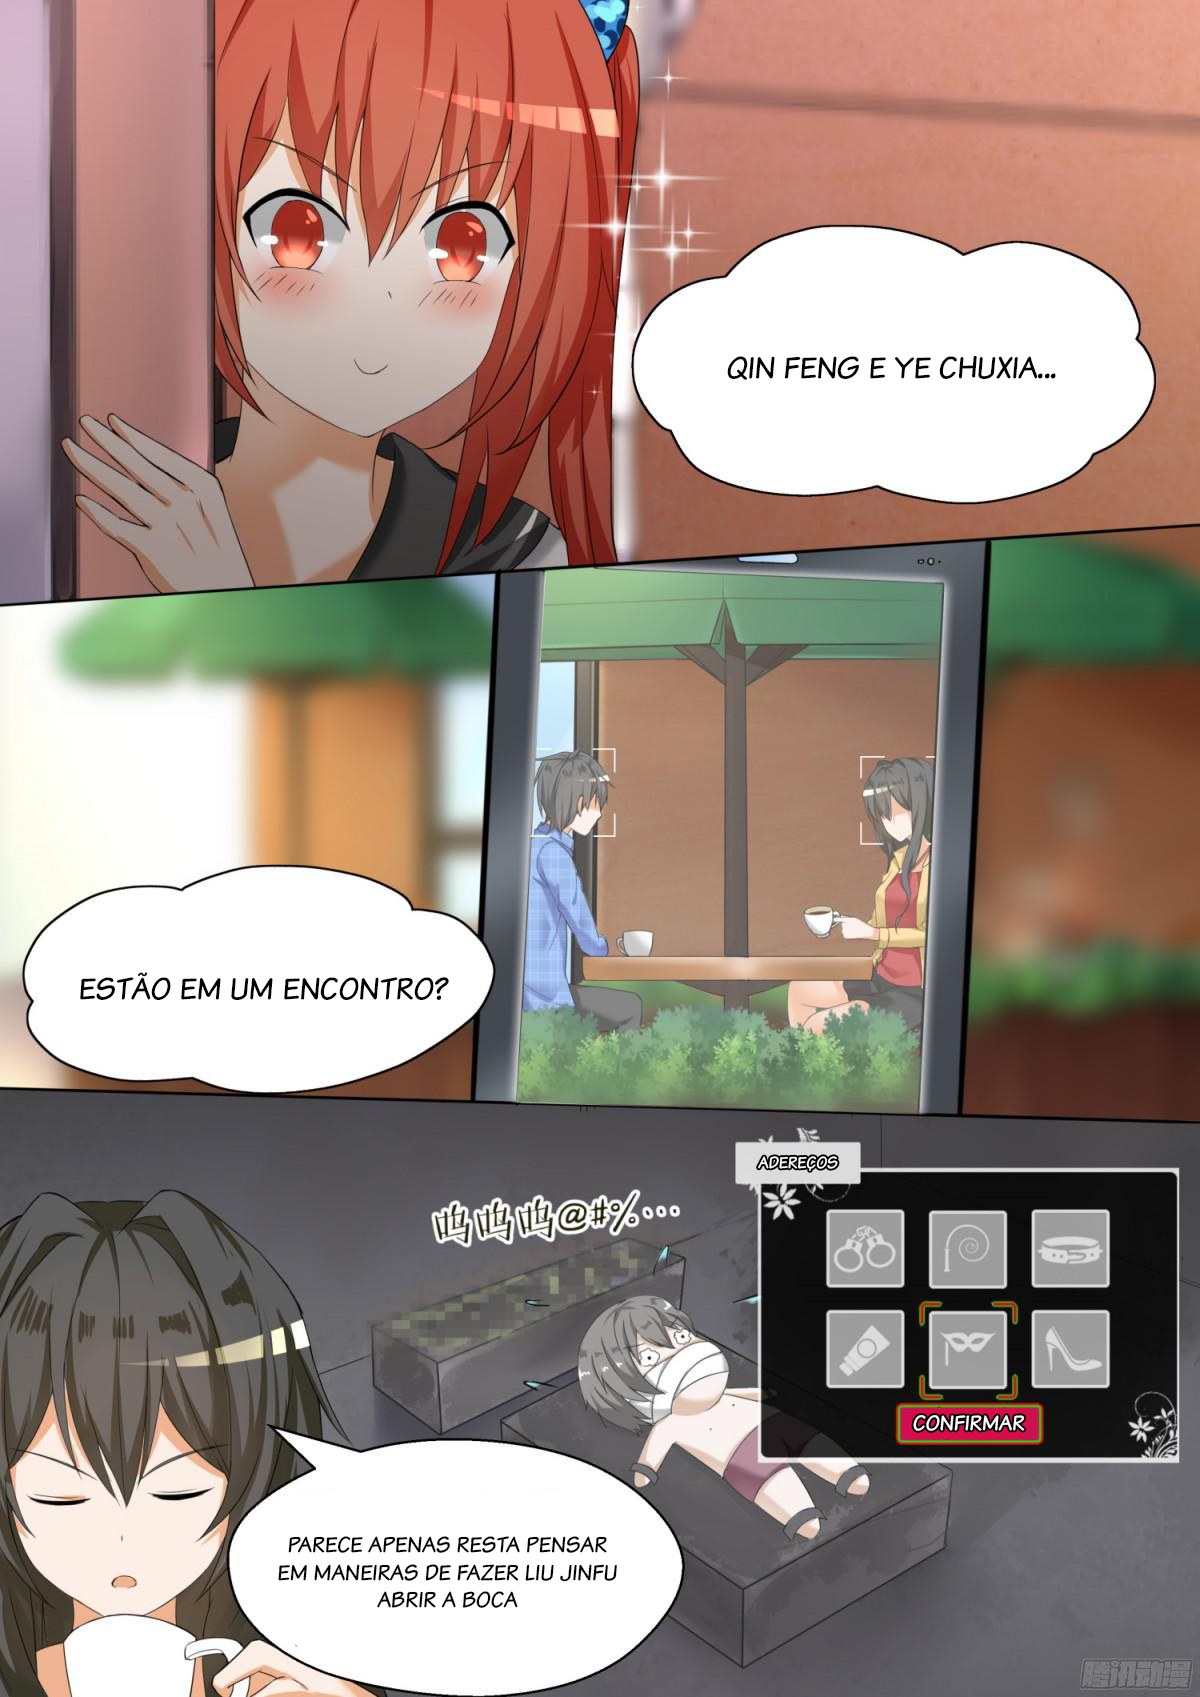 QIN FENG E YE CHUXIA...
ESTÃO EM UM ENCONTRO?
ADEREÇOS
呜呜呜@#%...
CONFIRMAR
PARECE APENAS RESTA PENSAR
EM MANEIRAS DE FAZER LIU JINFU
ABRIR A BOCA
腾讯动漫